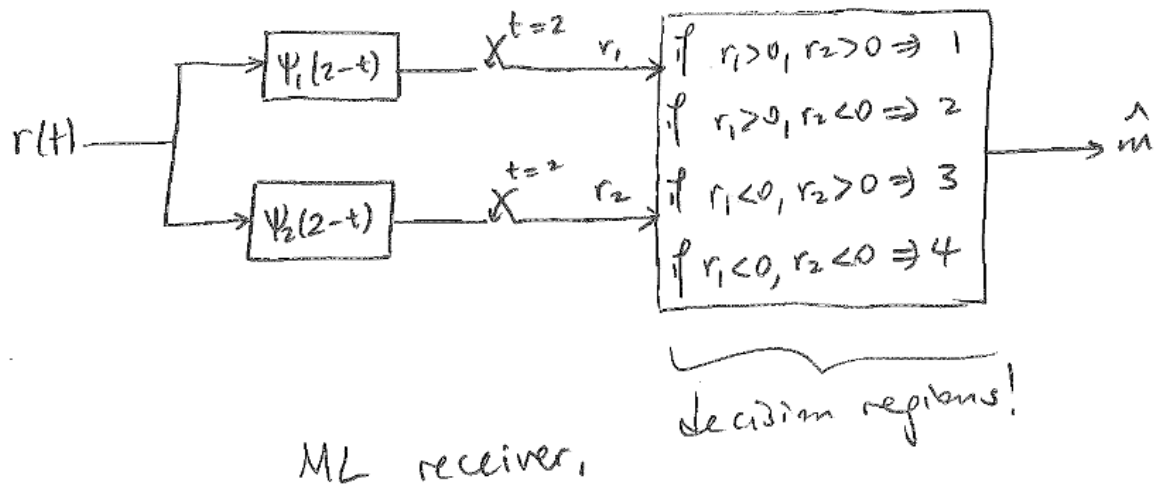 t=2
ψ₁(2-t)
r₁
if r₁>0, r₂>0 ⇒ 1
if r₁>0, r₂<0 ⇒ 2
r(t)
m̂
t=2
ψ₂(2-t)
r₂
if r₁<0, r₂>0 ⇒ 3
if r₁<0, r₂<0 ⇒ 4
decision regions!
ML receiver.